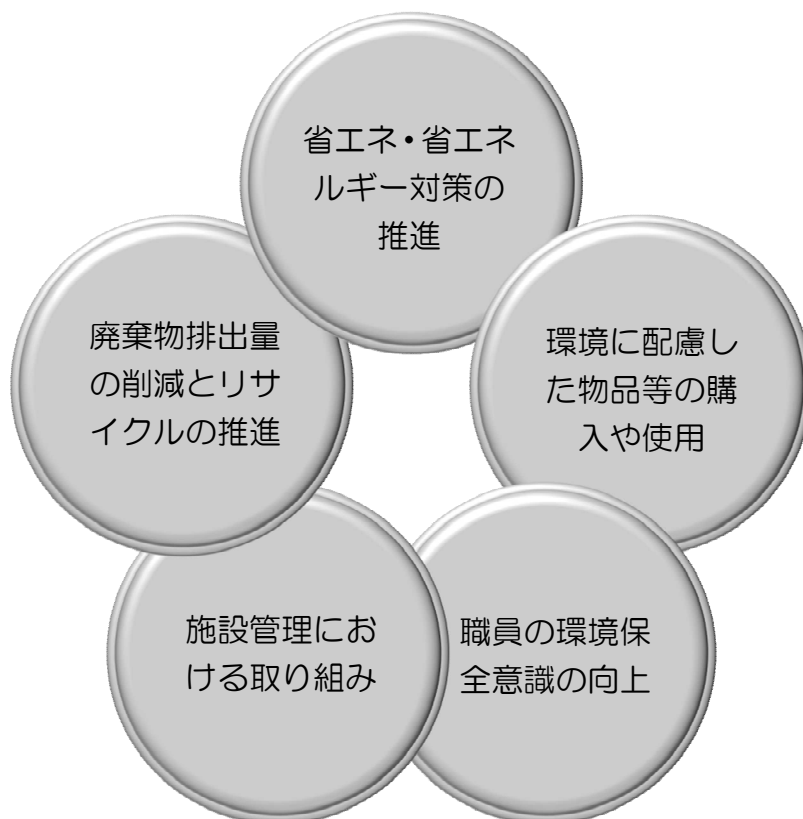 省エネ・省エネ
ルギー対策の
推進
環境に配慮し
た物品等の購
入や使用
職員の環境保
全意識の向上
施設管理にお
ける取り組み
廃棄物排出量
の削減とリサ
イクルの推進